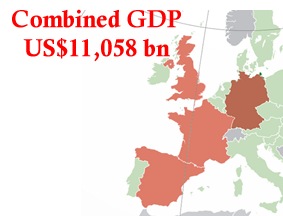 Combined GDP
US$11,058 bn